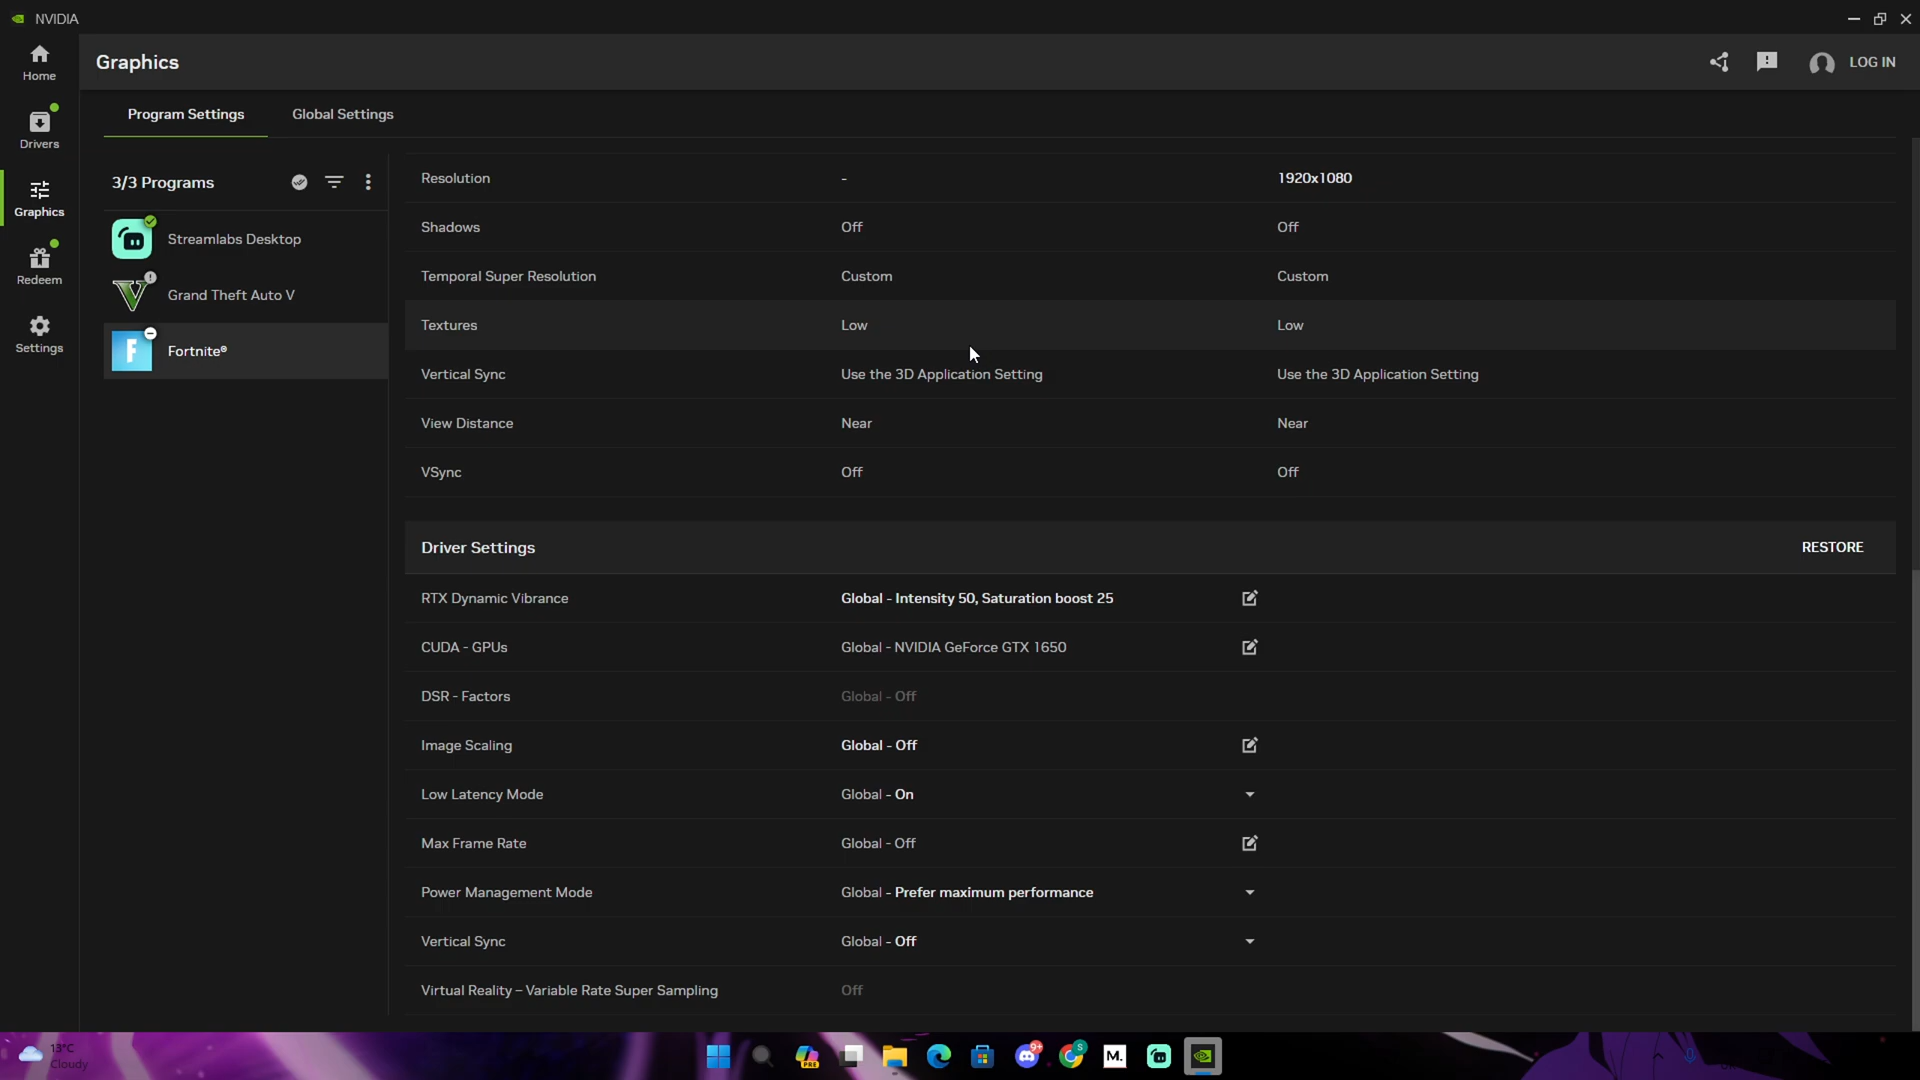 NVIDIA
Home
Graphics
LOG IN
Drivers
Program Settings
Global Settings
Graphics
3/3 Programs
Resolution - 1920x1080
Shadows Off Off
Streamlabs Desktop
Redeem
Temporal Super Resolution Custom Custom
Grand Theft Auto V
Textures Low Low
Settings
Fortnite®
Vertical Sync Use the 3D Application Setting Use the 3D Application Setting
View Distance Near Near
VSync Off Off
Driver Settings RESTORE
RTX Dynamic Vibrance Global - Intensity 50, Saturation boost 25
CUDA - GPUs Global - NVIDIA GeForce GTX 1650
DSR - Factors Global - Off
Image Scaling Global - Off
Low Latency Mode Global - On
Max Frame Rate Global - Off
Power Management Mode Global - Prefer maximum performance
Vertical Sync Global - Off
Virtual Reality – Variable Rate Super Sampling Off
13°C
Cloudy
PRE
9+
S
M.